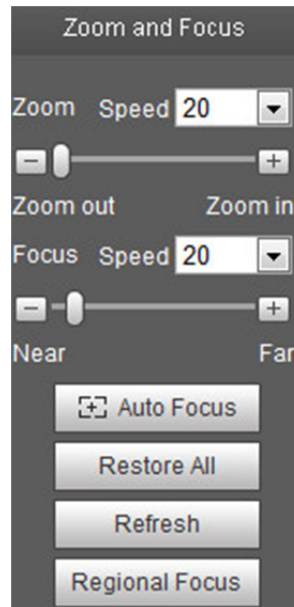 Zoom and Focus
Zoom Speed 20
Zoom out Zoom in
Focus Speed 20
Near Far
Auto Focus
Restore All
Refresh
Regional Focus